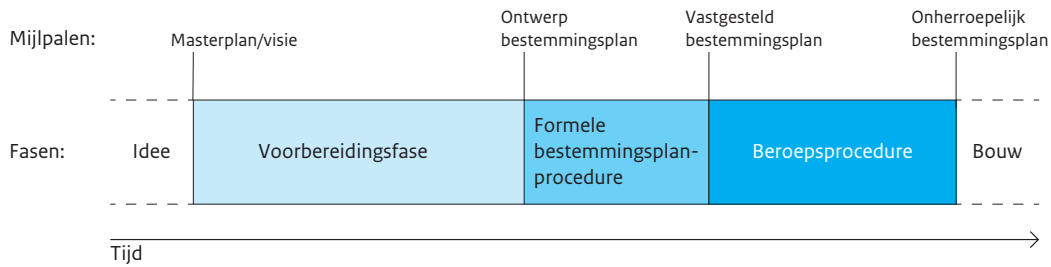 Mijlpalen:
Masterplan/visie
Ontwerp
bestemmingsplan
Vastgesteld
bestemmingsplan
Onherroepelijk
bestemmingsplan
Fasen:
Idee
Voorbereidingsfase
Formele
bestemmingsplan-
procedure
Beroepsprocedure
Bouw
Tijd